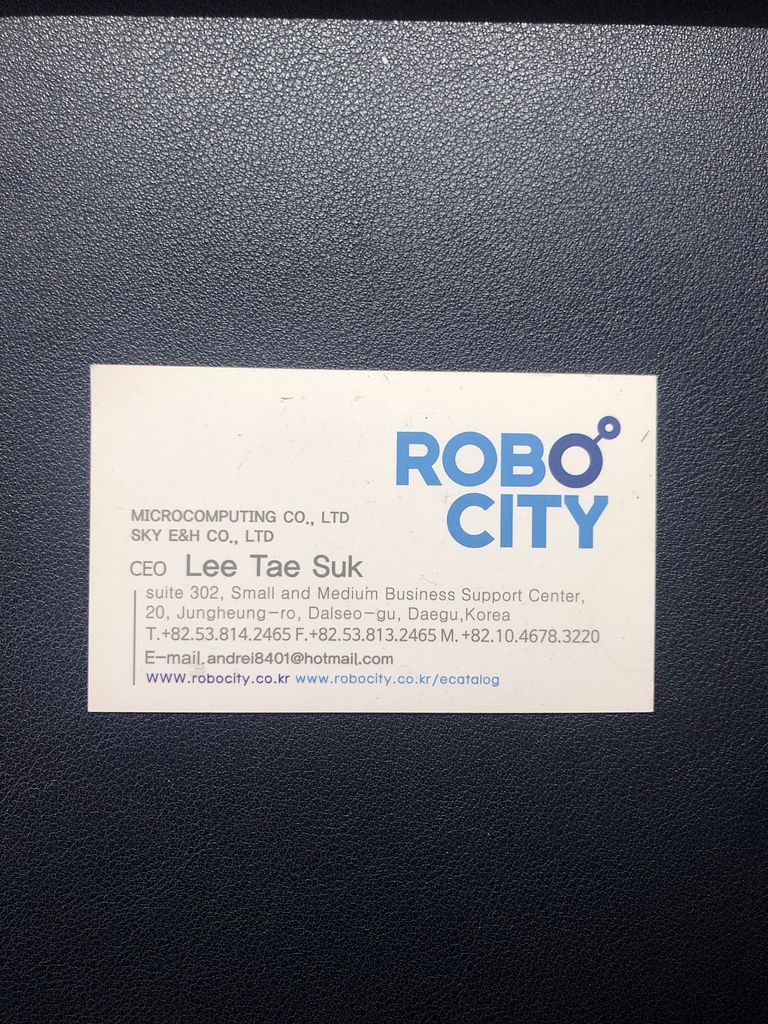 ROBO
CITY
MICROCOMPUTING CO., LTD
SKY E&H CO., LTD
CEO Lee Tae Suk
suite 302, Small and Medium Business Support Center,
20, Jungheung-ro, Dalseo-gu, Daegu,Korea
T.+82.53.814.2465 F.+82.53.813.2465 M.+82.10.4678.3220
E-mail.andrei8401@hotmail.com
www.robocity.co.kr www.robocity.co.kr/ecatalog